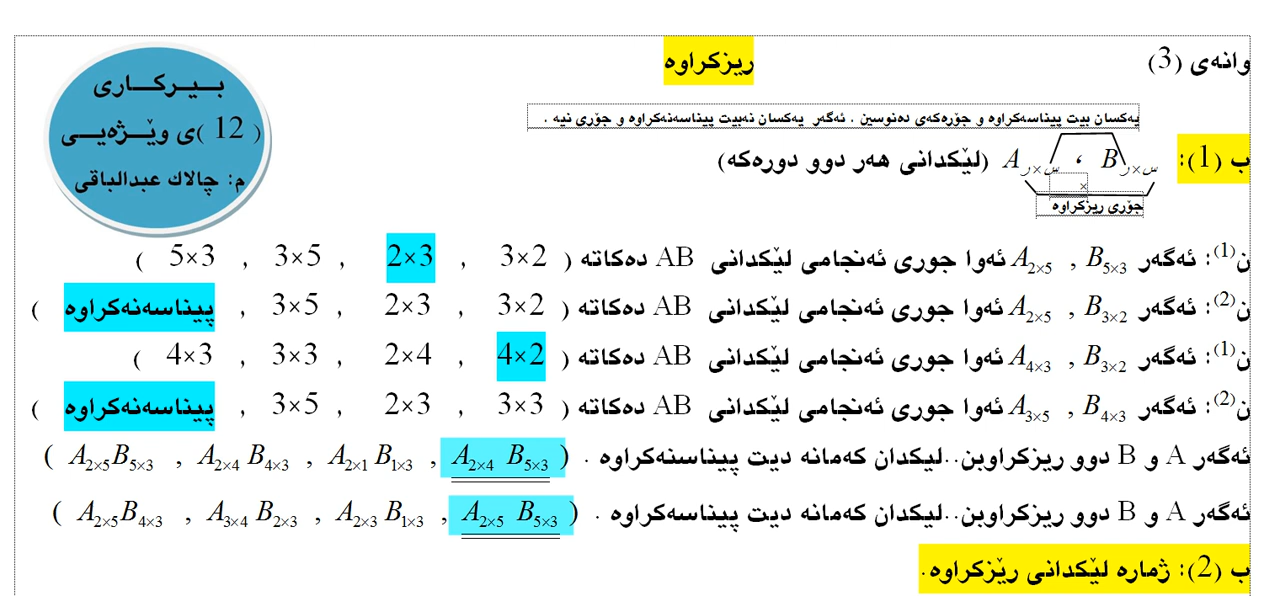 وانەی (3)
ریزکراوە
بـیـرکـاری
( 12 )ی وێـژەیـی
م: چالاك عبدالباقی
یەکسان بیت پیناسەکراوە و جۆرەکەی دەنوسین . ئەگەر یەکسان نەبیت پیناسەنەکراوە و جۆری نیە .
ب (1): A س×ر ، B س×ر (لێکدانی هەر دوو دورەکە)
×
جۆری ریزکراوە
ن(1): ئەگەر A2×5 , B5×3 ئەوا جوری ئەنجامی لێکدانی AB دەکاتە ( 3×2 , 2×3 , 3×5 , 5×3 )
ن(2): ئەگەر A2×5 , B3×2 ئەوا جوری ئەنجامی لێکدانی AB دەکاتە ( 3×2 , 2×3 , 3×5 , پیناسەنەکراوە )
ن(1): ئەگەر A4×3 , B3×2 ئەوا جوری ئەنجامی لێکدانی AB دەکاتە ( 4×2 , 2×4 , 3×3 , 4×3 )
ن(2): ئەگەر A3×5 , B4×3 ئەوا جوری ئەنجامی لێکدانی AB دەکاتە ( 3×3 , 2×3 , 3×5 , پیناسەنەکراوە )
ئەگەر A و B دوو ریزکراوبن..لیکدان کەمانە دیت پیناسنەکراوە . ( A2×4 B5×3 , A2×1 B1×3 , A2×4 B4×3 , A2×5B5×3 )
ئەگەر A و B دوو ریزکراوبن..لیکدان کەمانە دیت پیناسەکراوە . ( A2×5 B5×3 , A2×3 B1×3 , A3×4 B2×3 , A2×5B4×3 )
ب (2): ژمارە لێکدانی رێزکراوە.